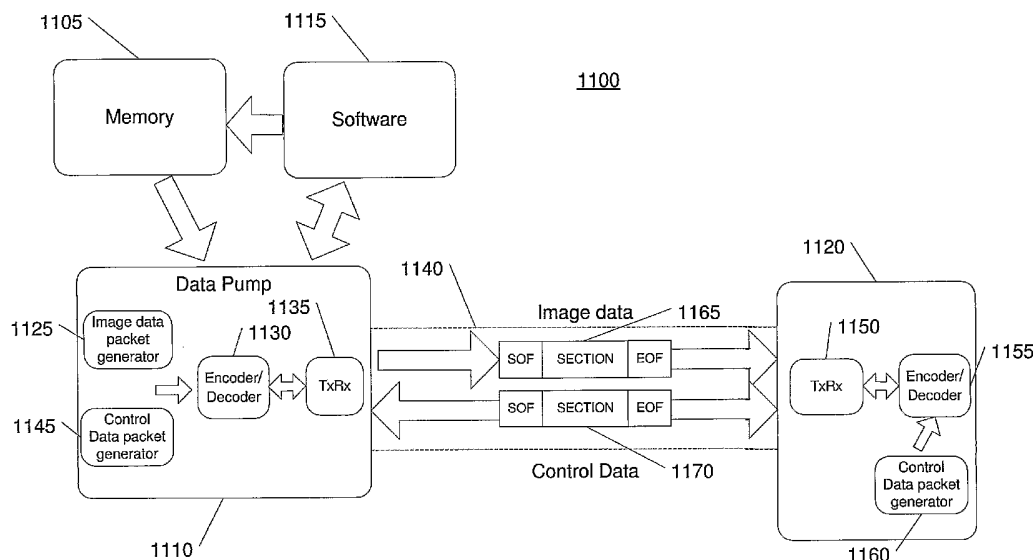 1105
1115
1100
Memory
Software
1120
Data Pump
1140
1135
Image data
1165
1125
Image data
packet
generator
1130
1150
1155
Encoder/
Decoder
TxRx
SOF
SECTION
EOF
TxRx
Encoder/
Decoder
1145
Control
Data packet
generator
SOF
SECTION
EOF
Control Data
1170
Control
Data packet
generator
1110
1160